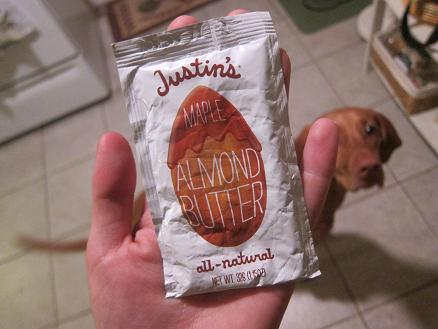 Justin's
MAPLE
ALMOND
BUTTER
all-natural
NET WT. 32G (1.15OZ)